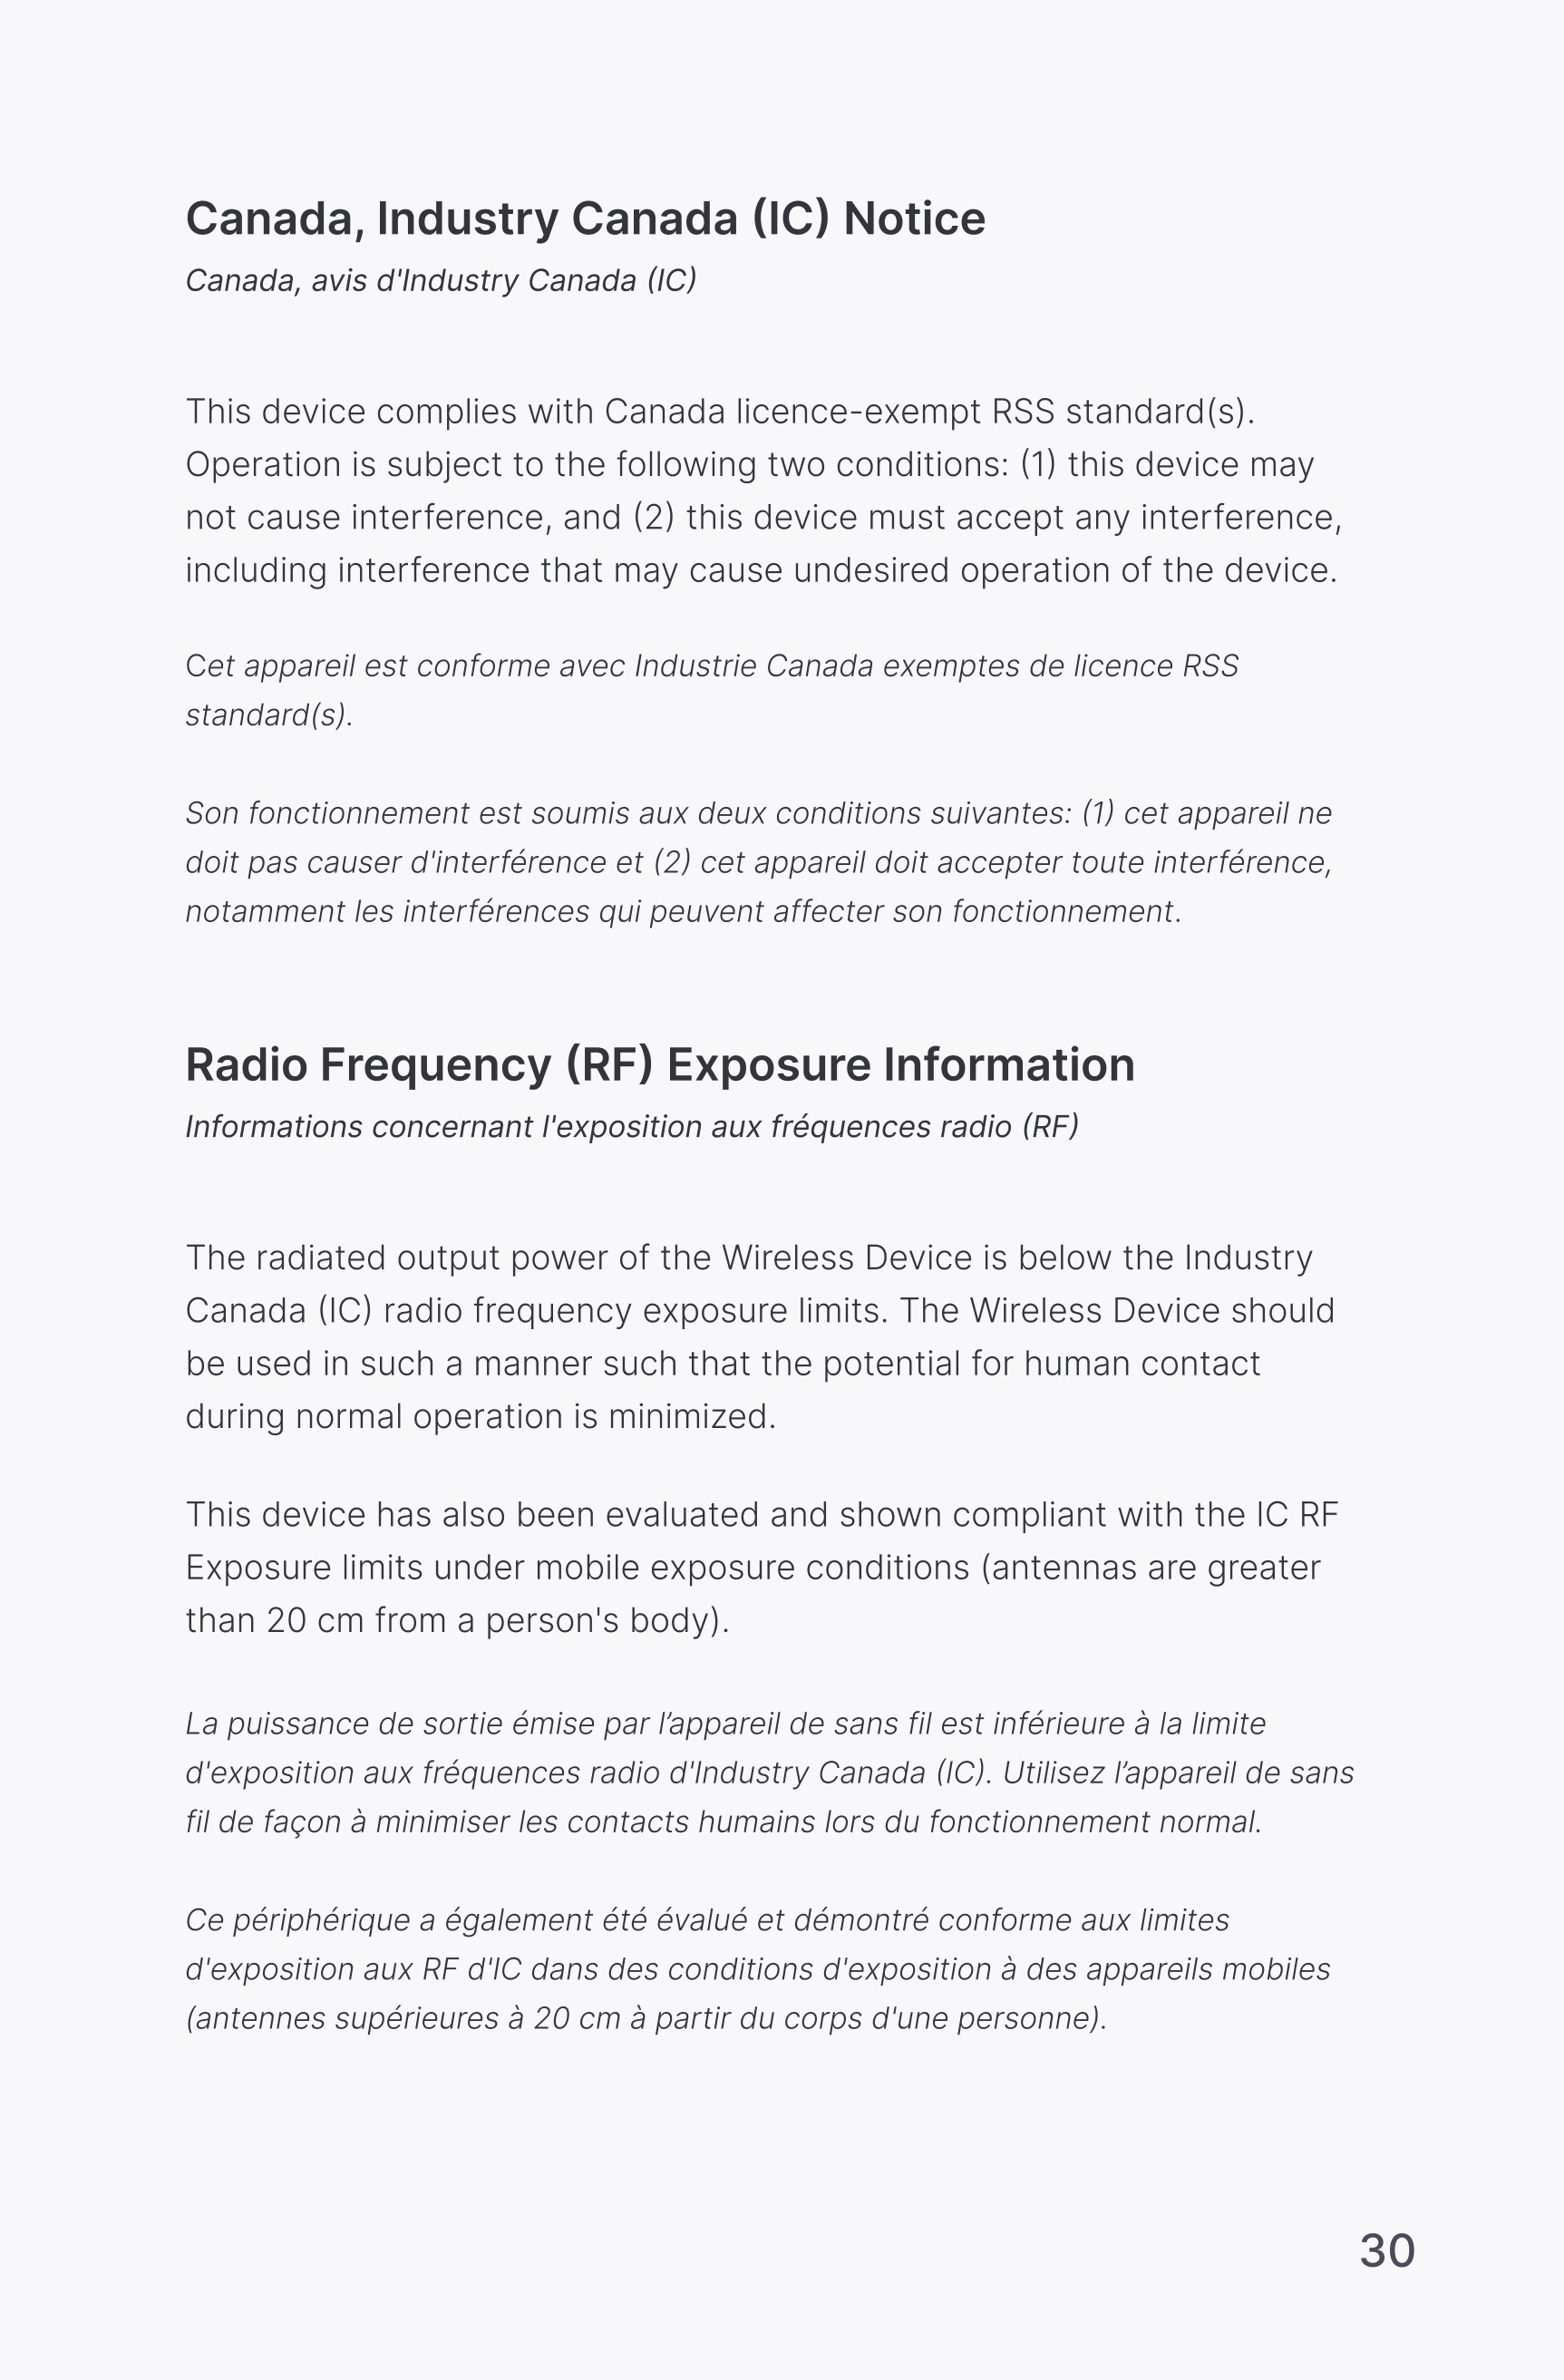 Canada, Industry Canada (IC) Notice
Canada, avis d'Industry Canada (IC)
This device complies with Canada licence-exempt RSS standard(s).
Operation is subject to the following two conditions: (1) this device may
not cause interference, and (2) this device must accept any interference,
including interference that may cause undesired operation of the device.
Cet appareil est conforme avec Industrie Canada exemptes de licence RSS
standard(s).
Son fonctionnement est soumis aux deux conditions suivantes: (1) cet appareil ne
doit pas causer d'interférence et (2) cet appareil doit accepter toute interférence,
notamment les interférences qui peuvent affecter son fonctionnement.
Radio Frequency (RF) Exposure Information
Informations concernant l'exposition aux fréquences radio (RF)
The radiated output power of the Wireless Device is below the Industry
Canada (IC) radio frequency exposure limits. The Wireless Device should
be used in such a manner such that the potential for human contact
during normal operation is minimized.
This device has also been evaluated and shown compliant with the IC RF
Exposure limits under mobile exposure conditions (antennas are greater
than 20 cm from a person's body).
La puissance de sortie émise par l’appareil de sans fil est inférieure à la limite
d'exposition aux fréquences radio d'Industry Canada (IC). Utilisez l’appareil de sans
fil de façon à minimiser les contacts humains lors du fonctionnement normal.
Ce périphérique a également été évalué et démontré conforme aux limites
d'exposition aux RF d'IC dans des conditions d'exposition à des appareils mobiles
(antennes supérieures à 20 cm à partir du corps d'une personne).
30